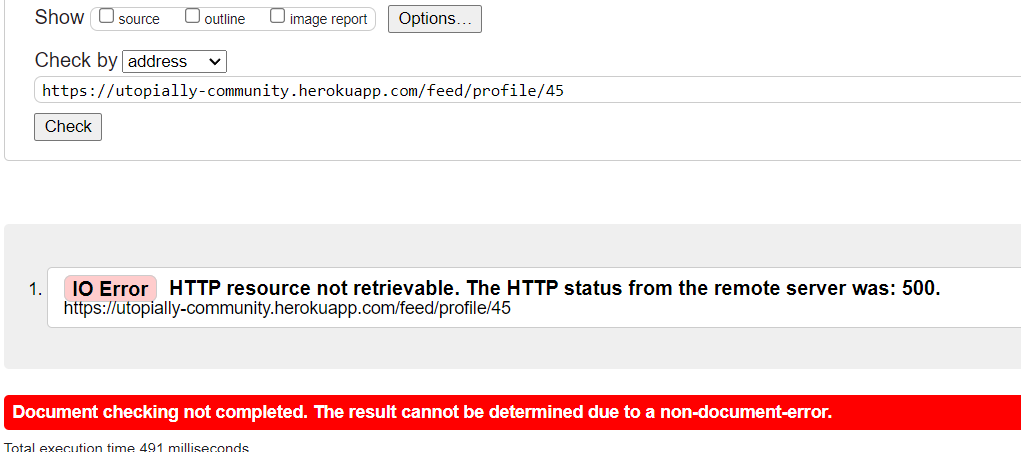 Show source outline image report Options...
Check by address
https://utopially-community.herokuapp.com/feed/profile/45
Check
1. IO Error HTTP resource not retrievable. The HTTP status from the remote server was: 500.
https://utopially-community.herokuapp.com/feed/profile/45
Document checking not completed. The result cannot be determined due to a non-document-error.
Total execution time 491 milliseconds